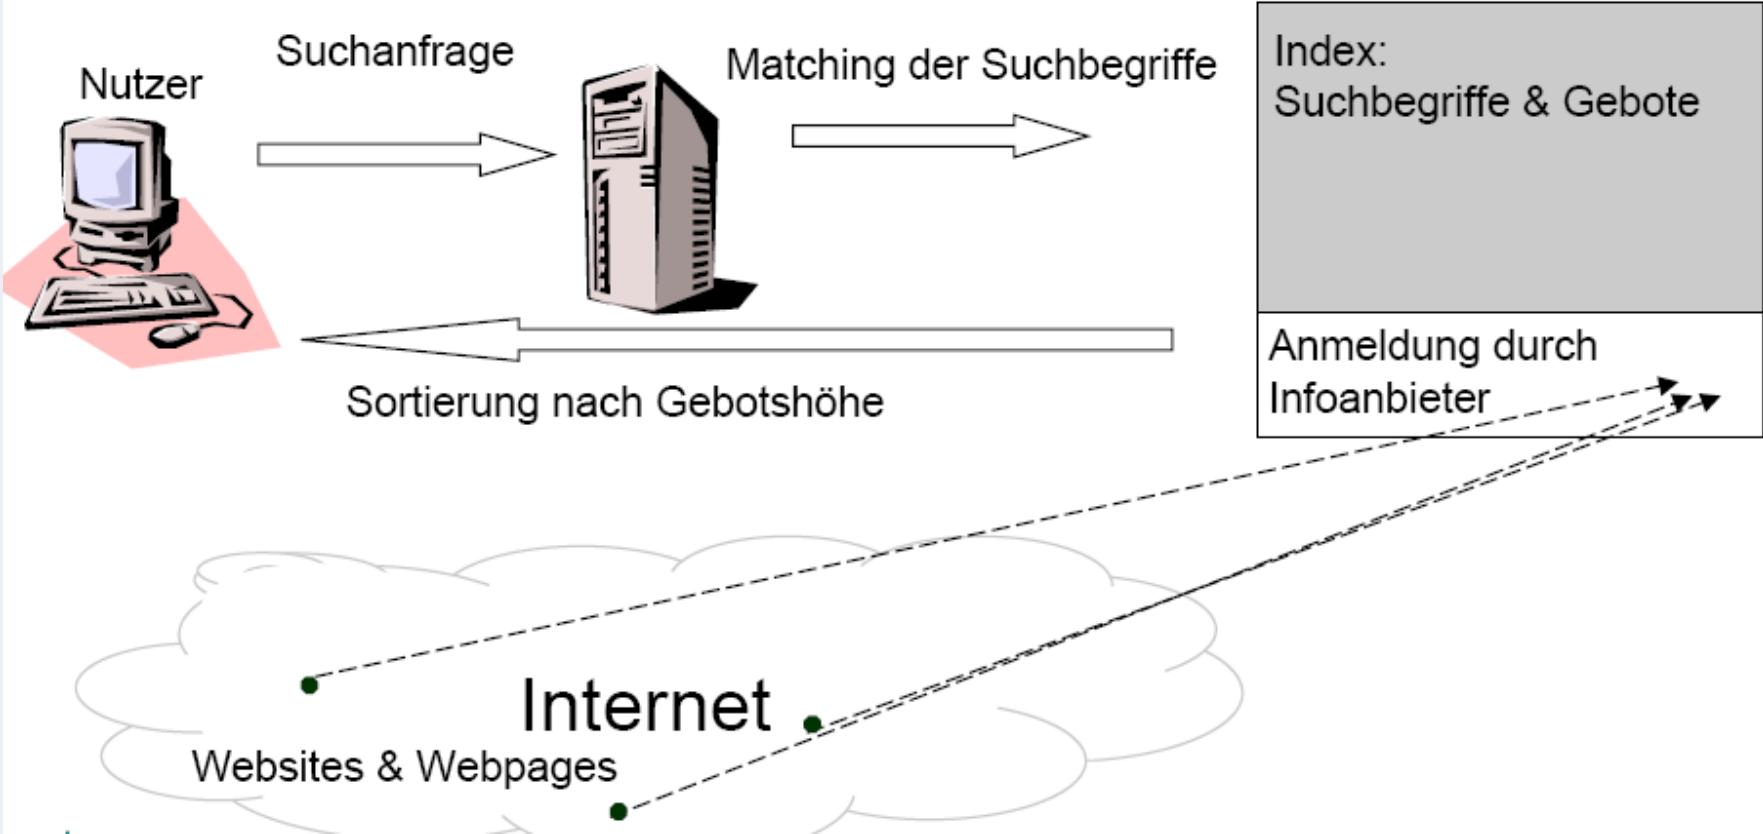 Nutzer
Suchanfrage
Matching der Suchbegriffe
Index:
Suchbegriffe & Gebote
Sortierung nach Gebotshöhe
Anmeldung durch
Infoanbieter
Internet
Websites & Webpages